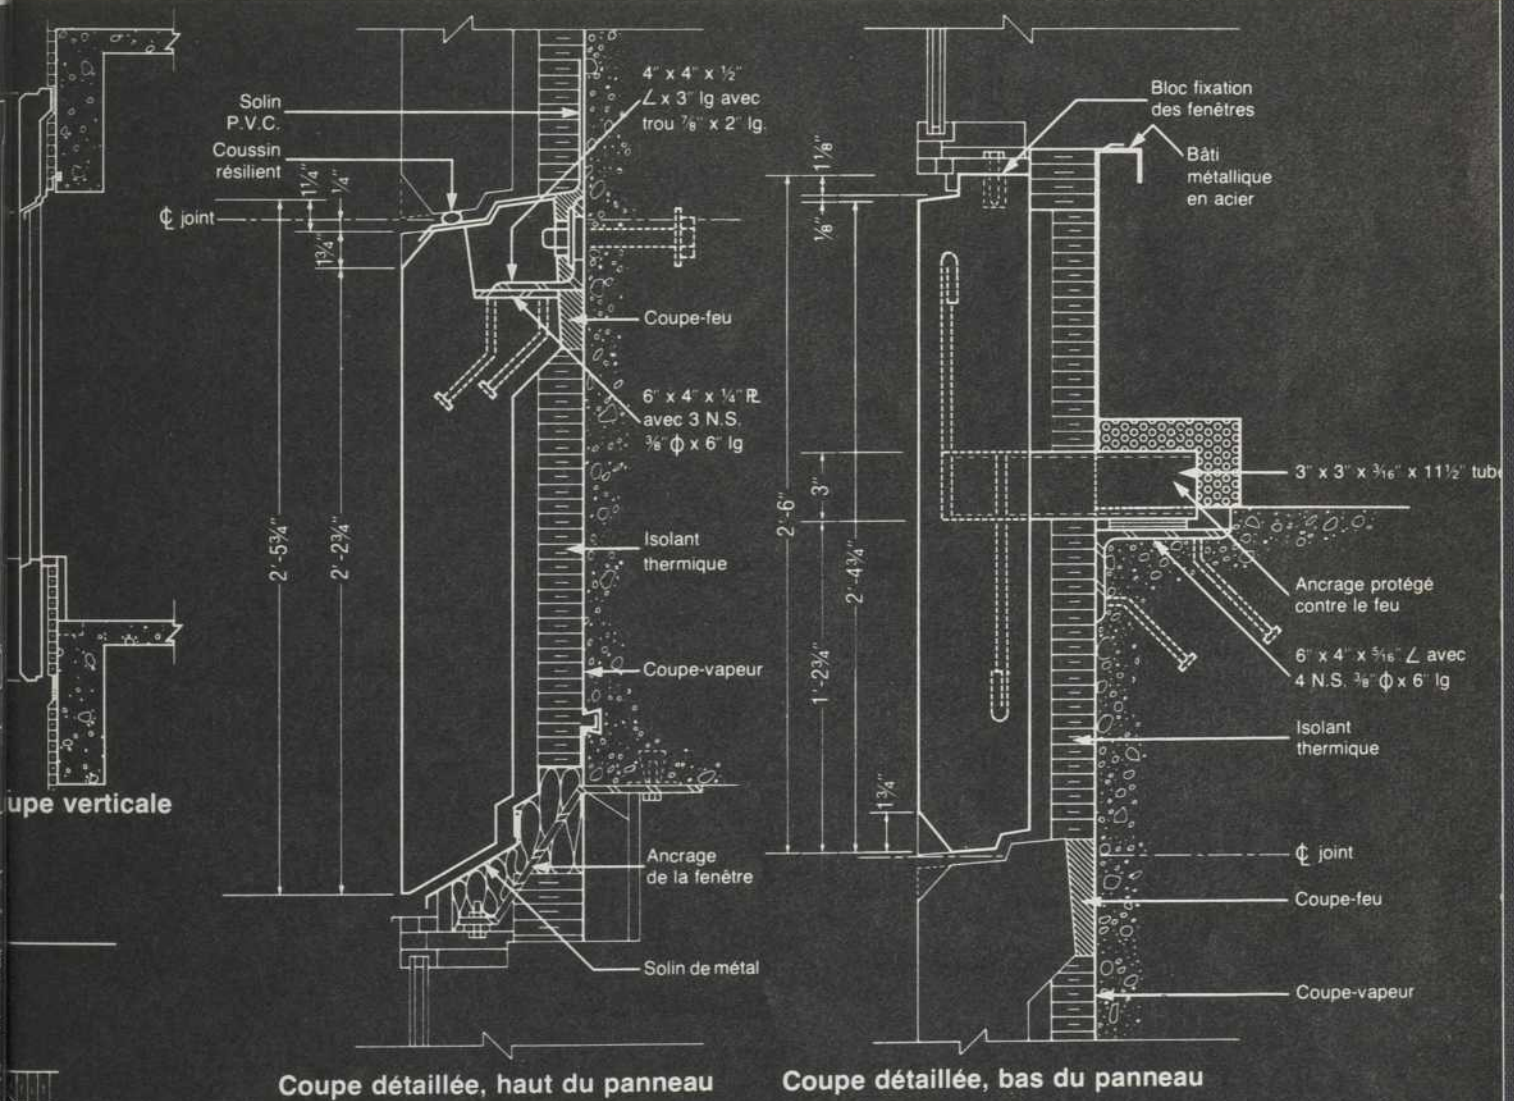 Solin
P.V.C.
Coussin
résilient
℄ joint
1¼"
¼"
1¾"
2'-5¾"
2'-2¾"
4" x 4" x ½"
∠ x 3" lg avec
trou ⅞" x 2" lg.
Coupe-feu
6" x 4" x ¼" ⅊
avec 3 N.S.
⅜" ϕ x 6" lg
Isolant
thermique
Coupe-vapeur
Ancrage
de la fenêtre
Solin de métal
Coupe détaillée, haut du panneau
upe verticale
1⅛"
⅛"
2'-6"
3"
2'-4¾"
1'-2¾"
1¾"
Bloc fixation
des fenêtres
Bâti
métallique
en acier
3" x 3" x 3/16" x 11½" tube
Ancrage protégé
contre le feu
6" x 4" x 5/16" ∠ avec
4 N.S. ⅜" ϕ x 6" lg
Isolant
thermique
℄ joint
Coupe-feu
Coupe-vapeur
Coupe détaillée, bas du panneau